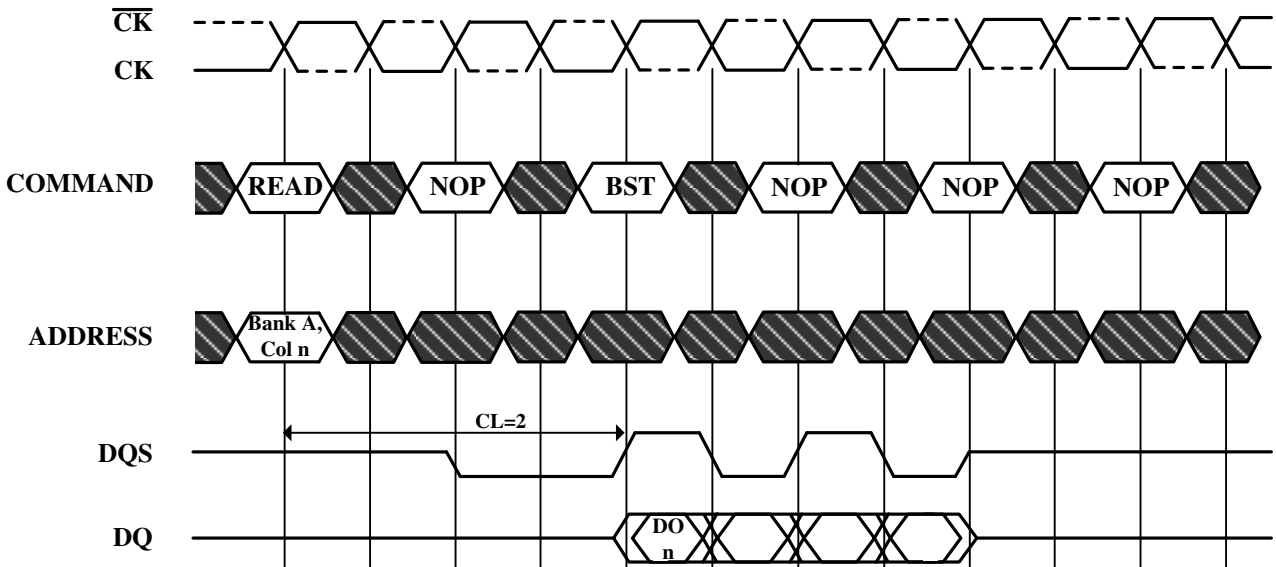 CK
CK
COMMAND
READ
NOP
BST
NOP
NOP
NOP
ADDRESS
Bank A,
Col n
CL=2
DQS
DQ
DO
n